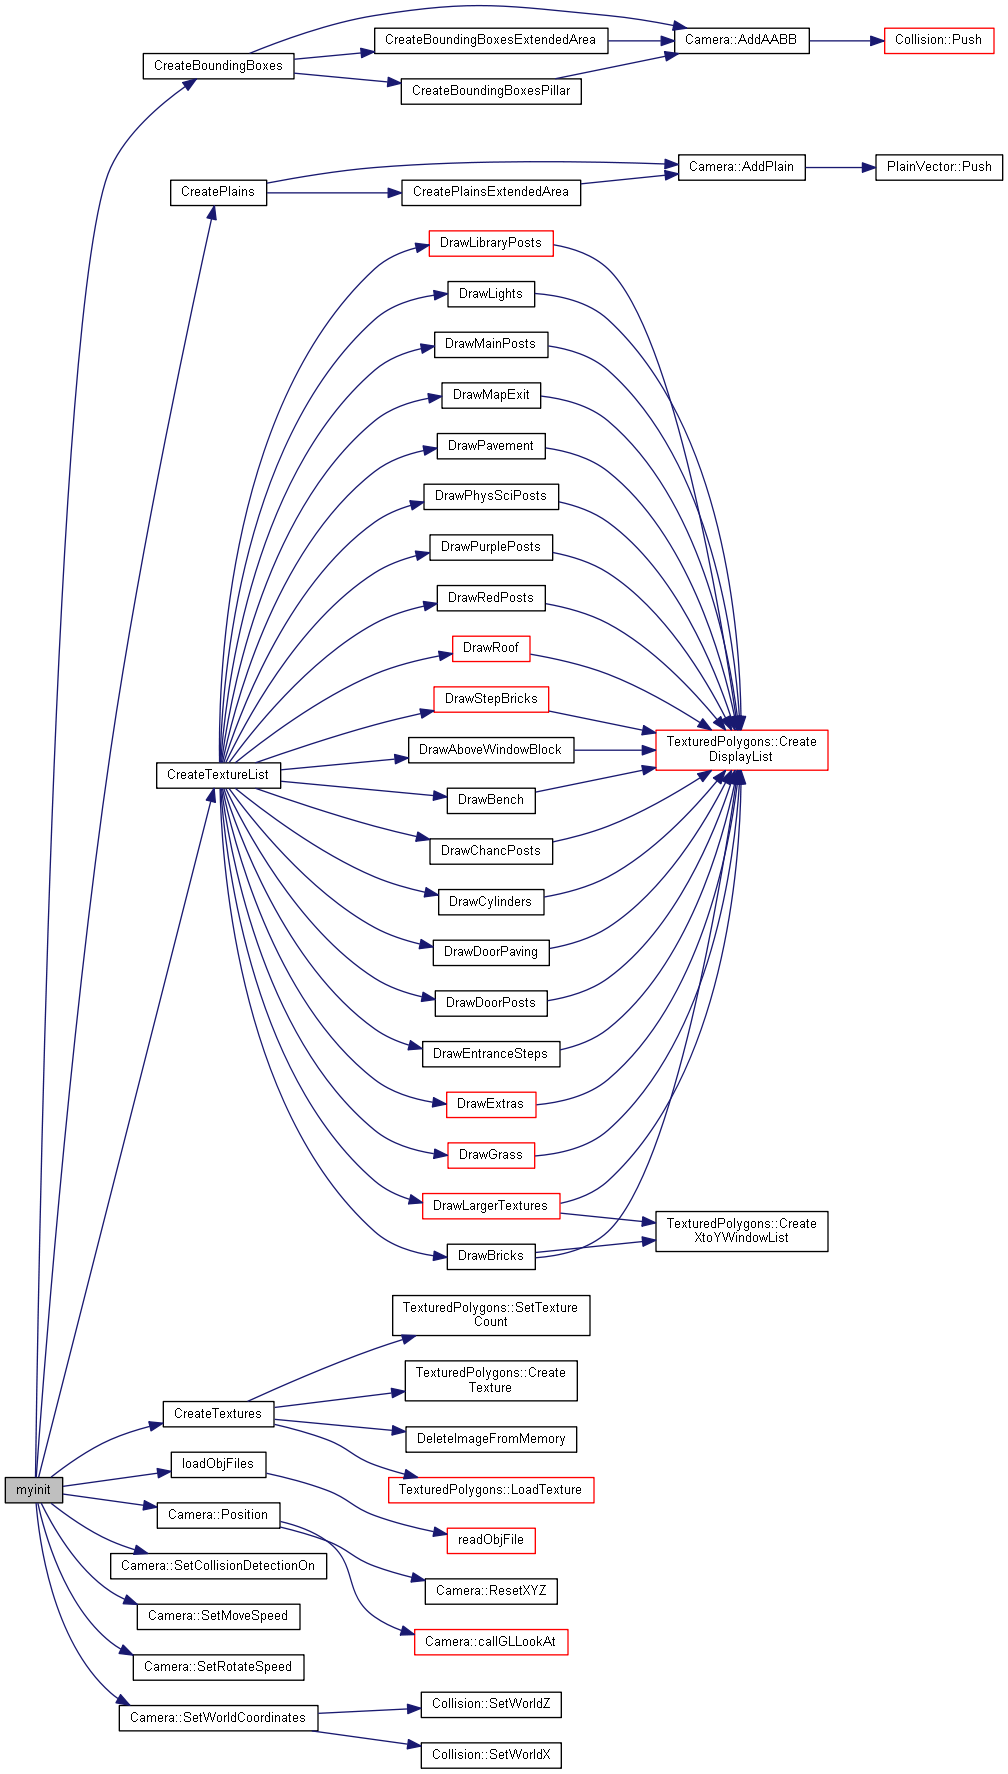 CreateBoundingBoxes
CreateBoundingBoxesExtendedArea
Camera::AddAABB
Collision::Push
CreateBoundingBoxesPillar
CreatePlains
CreatePlainsExtendedArea
Camera::AddPlain
PlainVector::Push
DrawLibraryPosts
DrawLights
DrawMainPosts
DrawMapExit
DrawPavement
DrawPhysSciPosts
DrawPurplePosts
DrawRedPosts
DrawRoof
DrawStepBricks
DrawAboveWindowBlock
TexturedPolygons::Create
DisplayList
CreateTextureList
DrawBench
DrawChancPosts
DrawCylinders
DrawDoorPaving
DrawDoorPosts
DrawEntranceSteps
DrawExtras
DrawGrass
DrawLargerTextures
DrawBricks
TexturedPolygons::Create
XtoYWindowList
TexturedPolygons::SetTexture
Count
TexturedPolygons::Create
Texture
CreateTextures
DeleteImageFromMemory
TexturedPolygons::LoadTexture
myinit
loadObjFiles
Camera::Position
readObjFile
Camera::SetCollisionDetectionOn
Camera::ResetXYZ
Camera::SetMoveSpeed
Camera::callGLLookAt
Camera::SetRotateSpeed
Camera::SetWorldCoordinates
Collision::SetWorldZ
Collision::SetWorldX